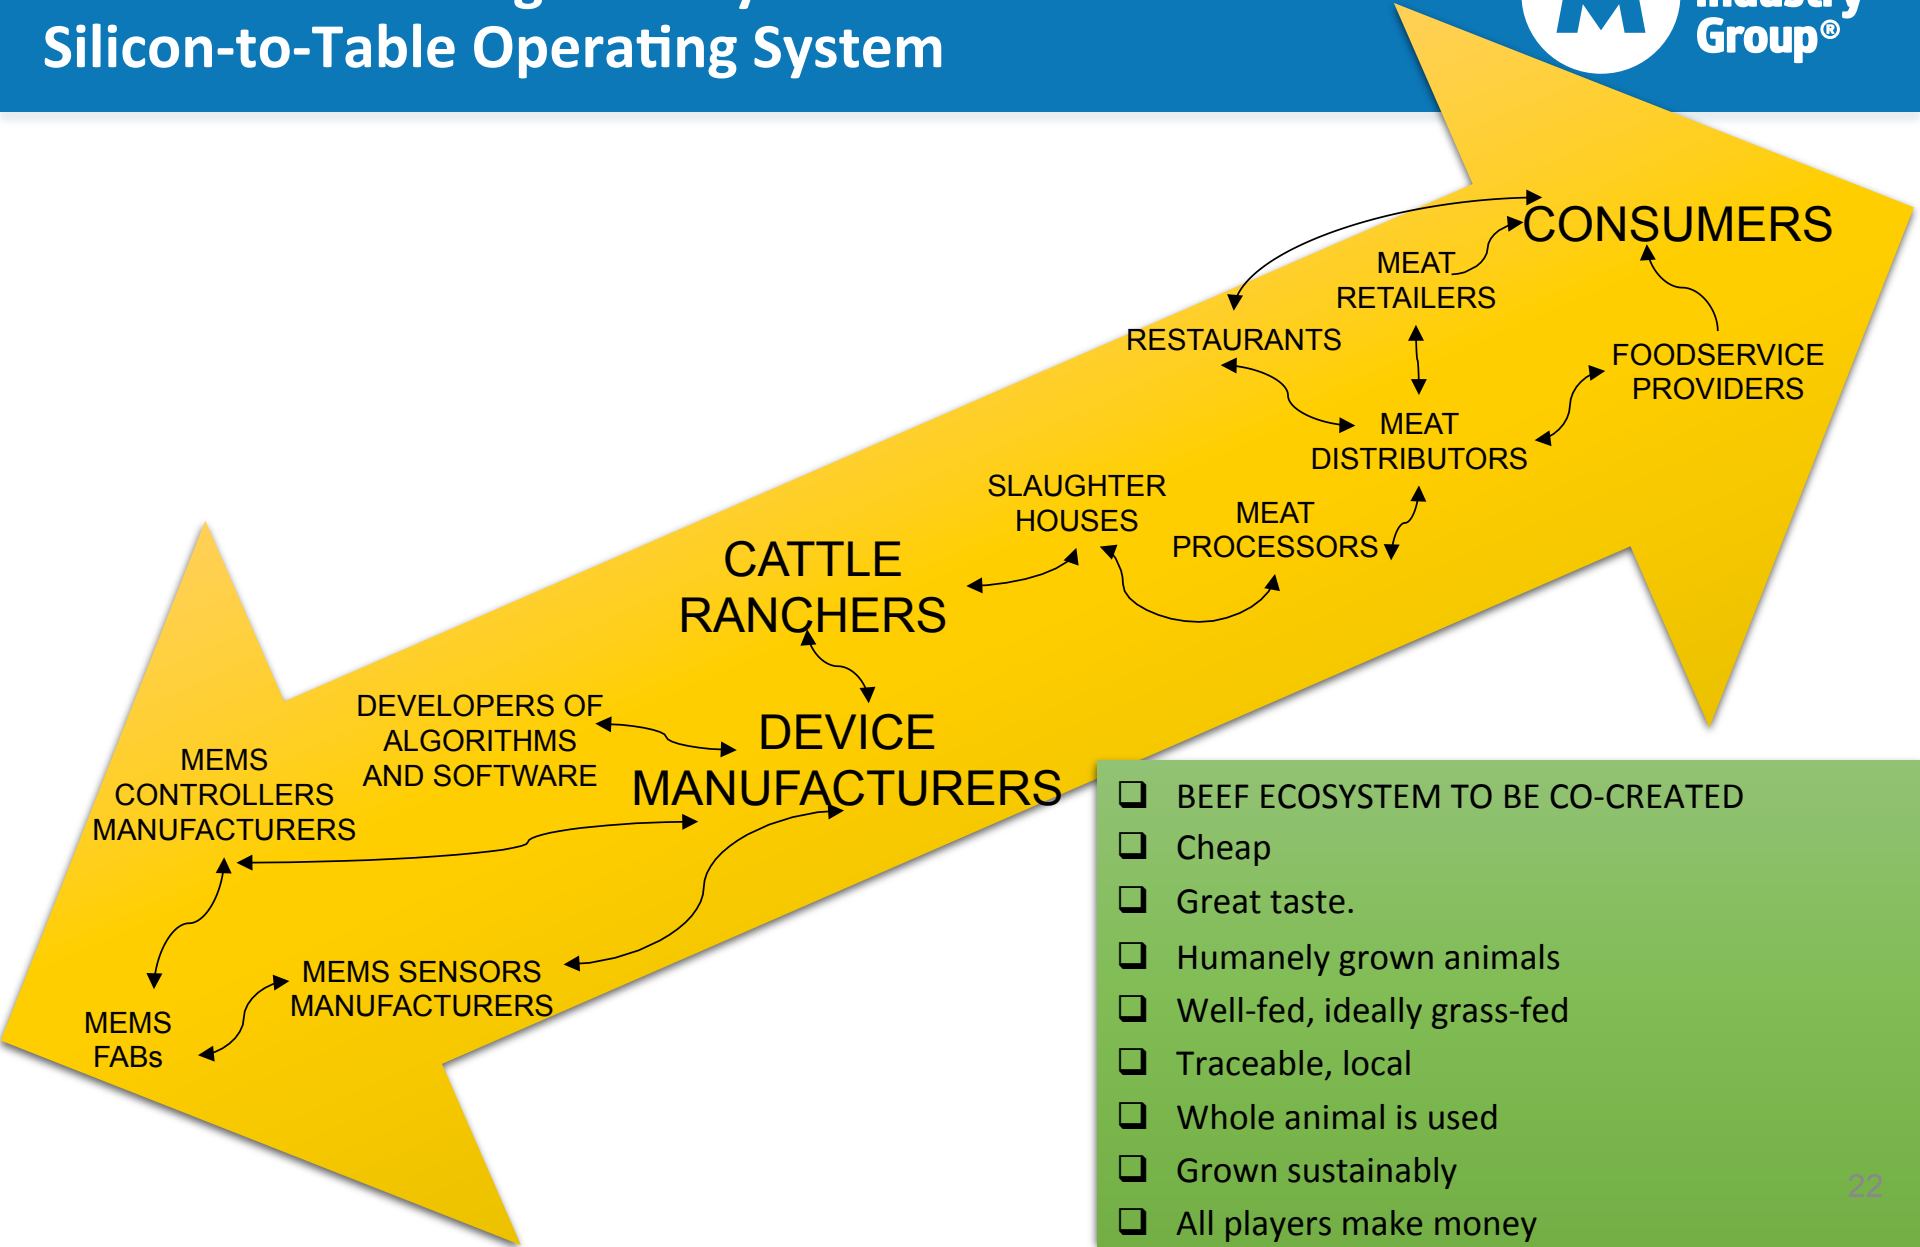 Silicon-to-Table Operating System
Industry
Group®
CONSUMERS
MEAT
RETAILERS
RESTAURANTS
FOODSERVICE
PROVIDERS
MEAT
DISTRIBUTORS
SLAUGHTER
HOUSES
MEAT
PROCESSORS
CATTLE
RANCHERS
DEVELOPERS OF
ALGORITHMS
AND SOFTWARE
DEVICE
MANUFACTURERS
MEMS
CONTROLLERS
MANUFACTURERS
MEMS SENSORS
MANUFACTURERS
MEMS
FABs
BEEF ECOSYSTEM TO BE CO-CREATED
Cheap
Great taste.
Humanely grown animals
Well-fed, ideally grass-fed
Traceable, local
Whole animal is used
Grown sustainably
All players make money
22